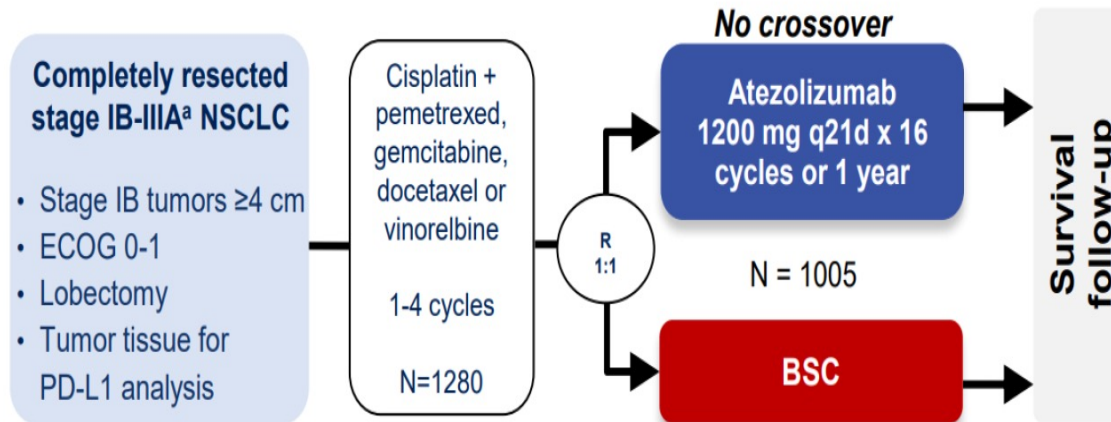 Completely resected
stage IB-IIIAª NSCLC
• Stage IB tumors ≥4 cm
• ECOG 0-1
• Lobectomy
• Tumor tissue for
PD-L1 analysis
Cisplatin +
pemetrexed,
gemcitabine,
docetaxel or
vinorelbine
1-4 cycles
N=1280
R
1:1
No crossover
Atezolizumab
1200 mg q21d x 16
cycles or 1 year
N = 1005
BSC
Survival
follow-up